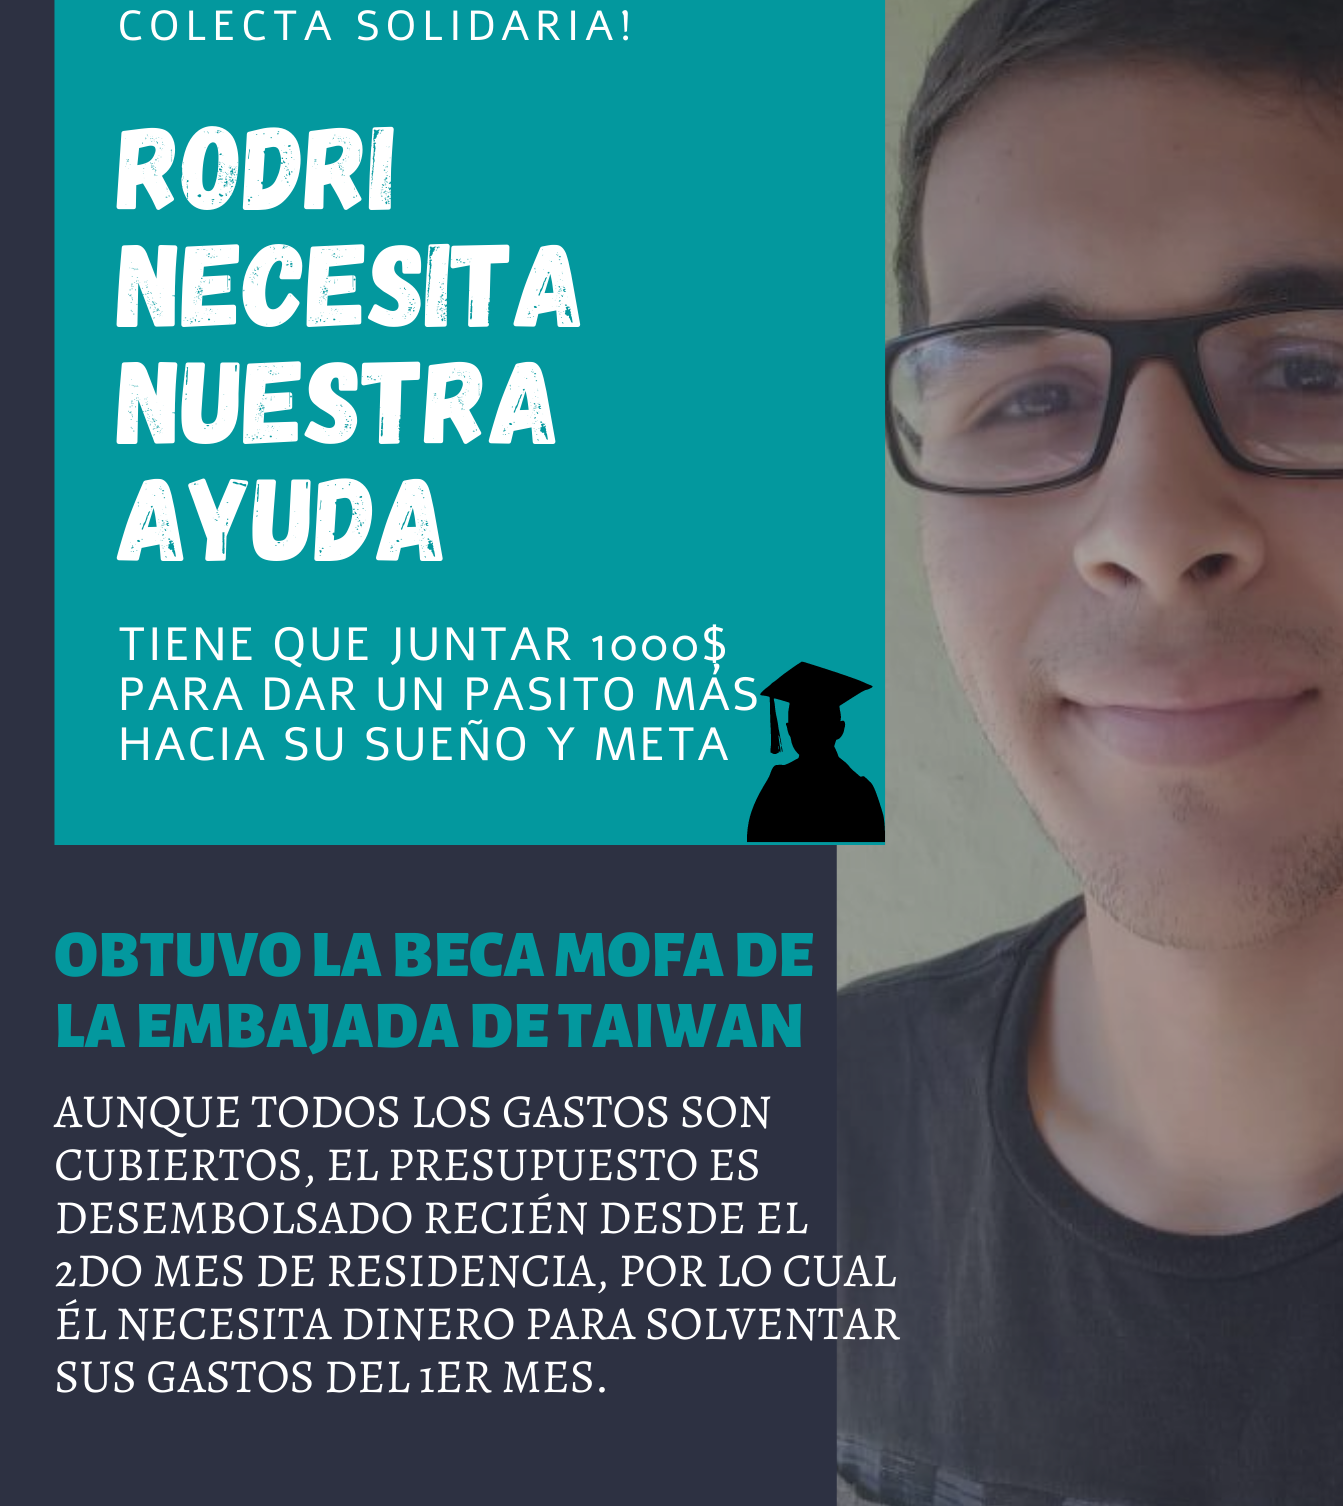 COLECTA SOLIDARIA!
RODRI
NECESITA
NUESTRA
AYUDA
TIENE QUE JUNTAR 1000$
PARA DAR UN PASITO MÁS
HACIA SU SUEÑO Y META
OBTUVO LA BECA MOFA DE
LA EMBAJADA DE TAIWAN
AUNQUE TODOS LOS GASTOS SON
CUBIERTOS, EL PRESUPUESTO ES
DESEMBOLSADO RECIÉN DESDE EL
2DO MES DE RESIDENCIA, POR LO CUAL
ÉL NECESITA DINERO PARA SOLVENTAR
SUS GASTOS DEL 1ER MES.